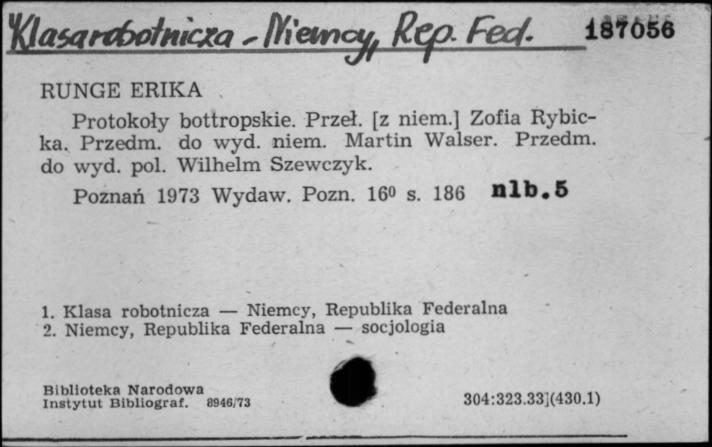 Klasa robotnicza - Niemcy, Rep. Fed. 187056
RUNGE ERIKA
Protokoły bottropskie. Przeł. [z niem.] Zofia Rybic-
ka. Przedm. do wyd. niem. Martin Walser. Przedm.
do wyd. pol. Wilhelm Szewczyk.
Poznań 1973 Wydaw. Pozn. 16⁰ s. 186 nlb.5
1. Klasa robotnicza — Niemcy, Republika Federalna
2. Niemcy, Republika Federalna — socjologia
Biblioteka Narodowa
Instytut Bibliograf. 8946/73 304:323.33](430.1)